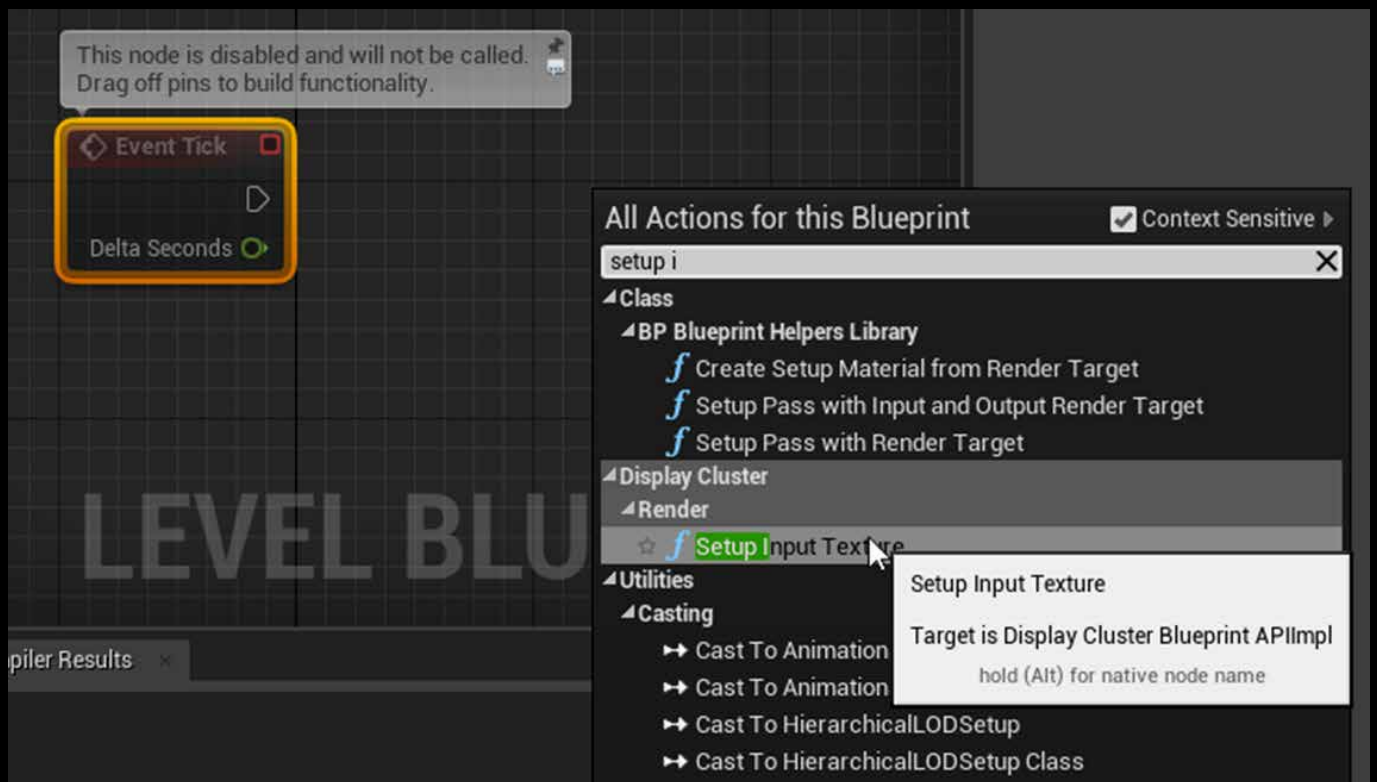 This node is disabled and will not be called.
Drag off pins to build functionality.
Event Tick
Delta Seconds
LEVEL BLU
piler Results
All Actions for this Blueprint
Context Sensitive
setup i
Class
BP Blueprint Helpers Library
Create Setup Material from Render Target
Setup Pass with Input and Output Render Target
Setup Pass with Render Target
Display Cluster
Render
Setup Input Texture
Utilities
Casting
Cast To Animation
Cast To Animation
Cast To HierarchicalLODSetup
Cast To HierarchicalLODSetup Class
Setup Input Texture
Target is Display Cluster Blueprint APIImpl
hold (Alt) for native node name